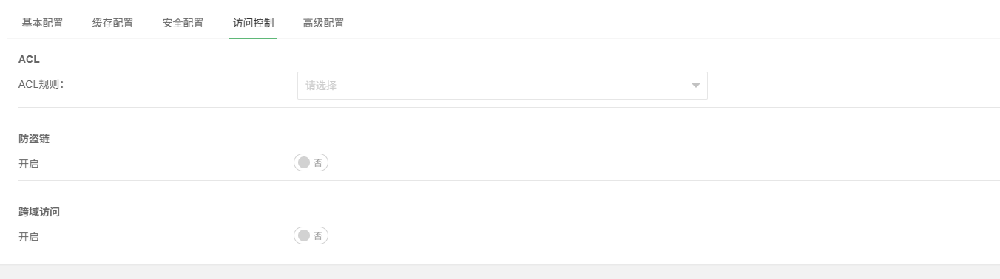 基本配置 缓存配置 安全配置 访问控制 高级配置
ACL
ACL规则：
请选择
防盗链
开启
否
跨域访问
开启
否